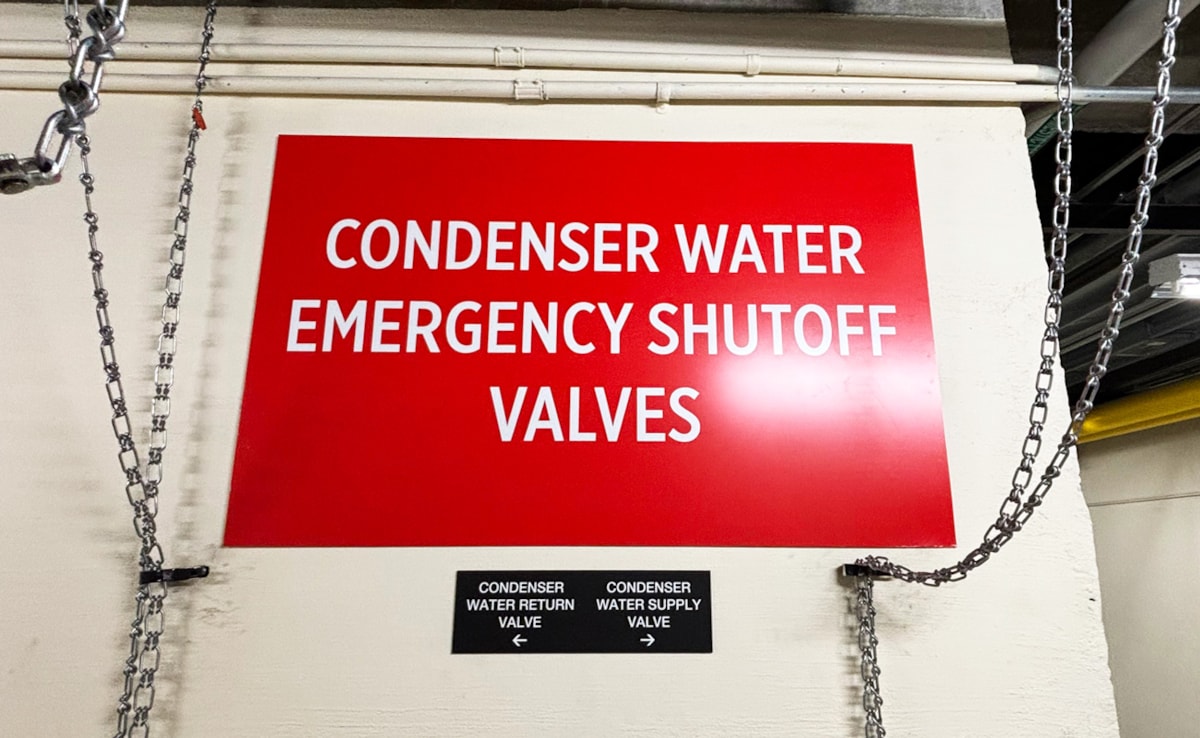 CONDENSER WATER
EMERGENCY SHUTOFF
VALVES
CONDENSER
WATER RETURN
VALVE
←
CONDENSER
WATER SUPPLY
VALVE
→